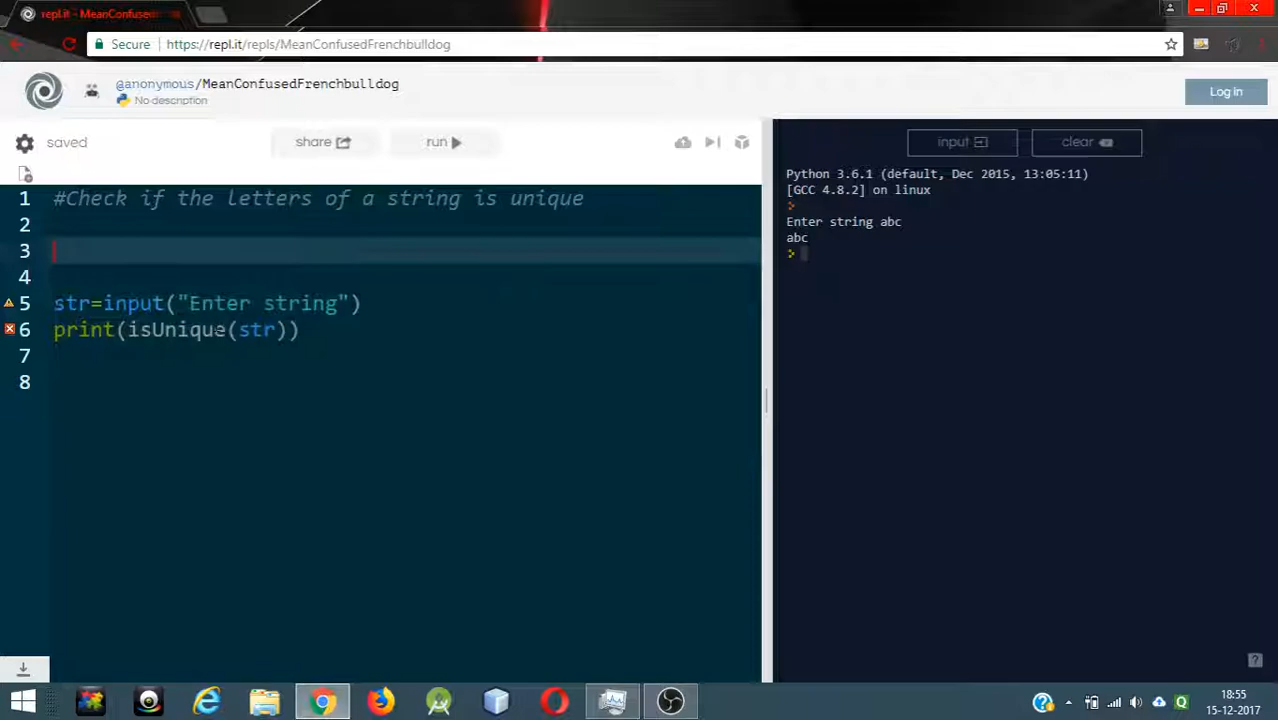 repl.it - MeanConfused
Secure https://repl.it/repls/MeanConfusedFrenchbulldog
@anonymous/MeanConfusedFrenchbulldog
No description
Log in
saved
share
run
input
clear
1 #Check if the letters of a string is unique
2
3
4
5 str=input("Enter string")
6 print(isUnique(str))
7
8
Python 3.6.1 (default, Dec 2015, 13:05:11)
[GCC 4.8.2] on linux
Enter string abc
abc
?
18:55
15-12-2017